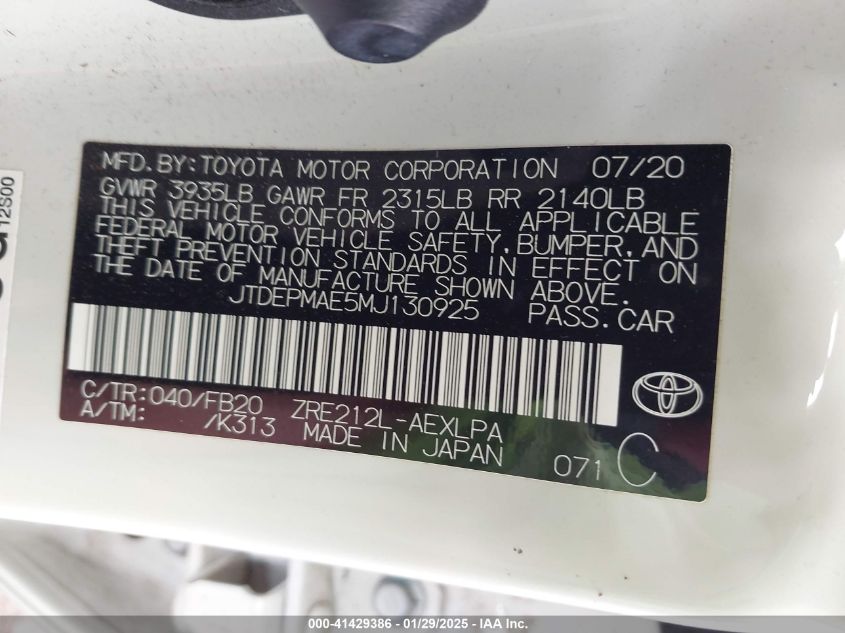 MFD.BY:TOYOTA MOTOR CORPORATION 07/20
GVWR 3935LB GAWR FR 2315LB RR 2140LB
THIS VEHICLE CONFORMS TO ALL APPLICABLE
FEDERAL MOTOR VEHICLE SAFETY,BUMPER,AND
THEFT PREVENTION STANDARDS IN EFFECT ON
THE DATE OF MANUFACTURE SHOWN ABOVE.
JTDEPMAE5MJ130925 PASS.CAR
C/TR:040/FB20 ZRE212L-AEXLPA
A/TM: /K313 MADE IN JAPAN
071 C
12S00
000-41429386 - 01/29/2025 - IAA Inc.